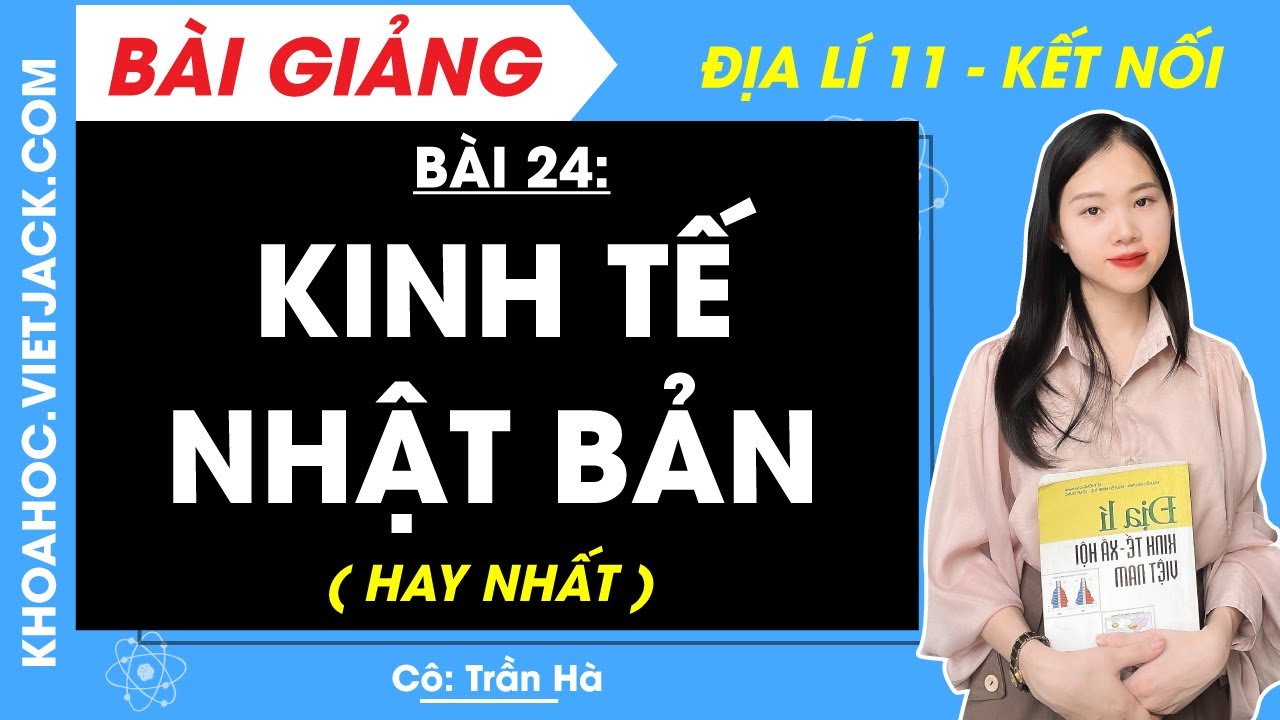 BÀI GIẢNG
ĐỊA LÍ 11 - KẾT NỐI
KHOAHOC.VIETJACK.COM
BÀI 24:
KINH TẾ
NHẬT BẢN
( HAY NHẤT )
Cô: Trần Hà
Địa lí
KINH TẾ-XÃ HỘI
VIỆT NAM